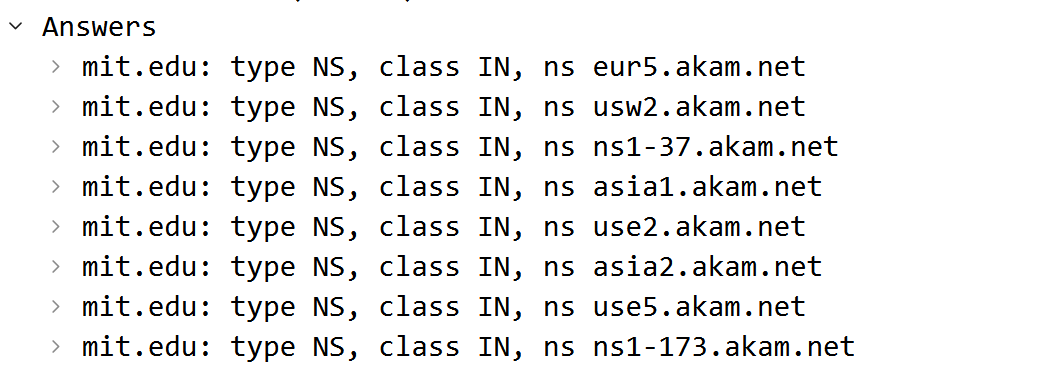 Answers
mit.edu: type NS, class IN, ns eur5.akam.net
mit.edu: type NS, class IN, ns usw2.akam.net
mit.edu: type NS, class IN, ns ns1-37.akam.net
mit.edu: type NS, class IN, ns asia1.akam.net
mit.edu: type NS, class IN, ns use2.akam.net
mit.edu: type NS, class IN, ns asia2.akam.net
mit.edu: type NS, class IN, ns use5.akam.net
mit.edu: type NS, class IN, ns ns1-173.akam.net